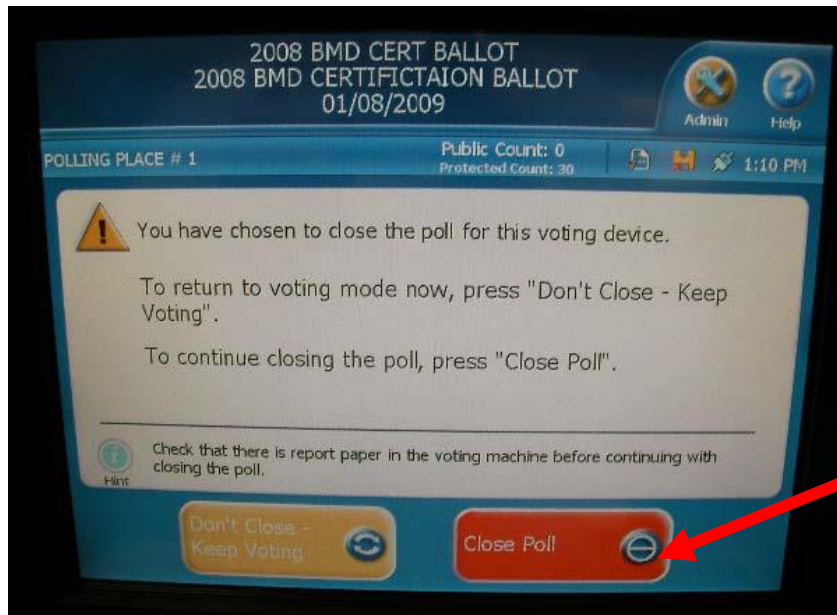 2008 BMD CERT BALLOT
2008 BMD CERTIFICTAION BALLOT
01/08/2009
Admin
Help
POLLING PLACE # 1
Public Count: 0
Protected Count: 30
1:10 PM
You have chosen to close the poll for this voting device.
To return to voting mode now, press "Don't Close - Keep
Voting".
To continue closing the poll, press "Close Poll".
Hint
Check that there is report paper in the voting machine before continuing with
closing the poll.
Don't Close -
Keep Voting
Close Poll